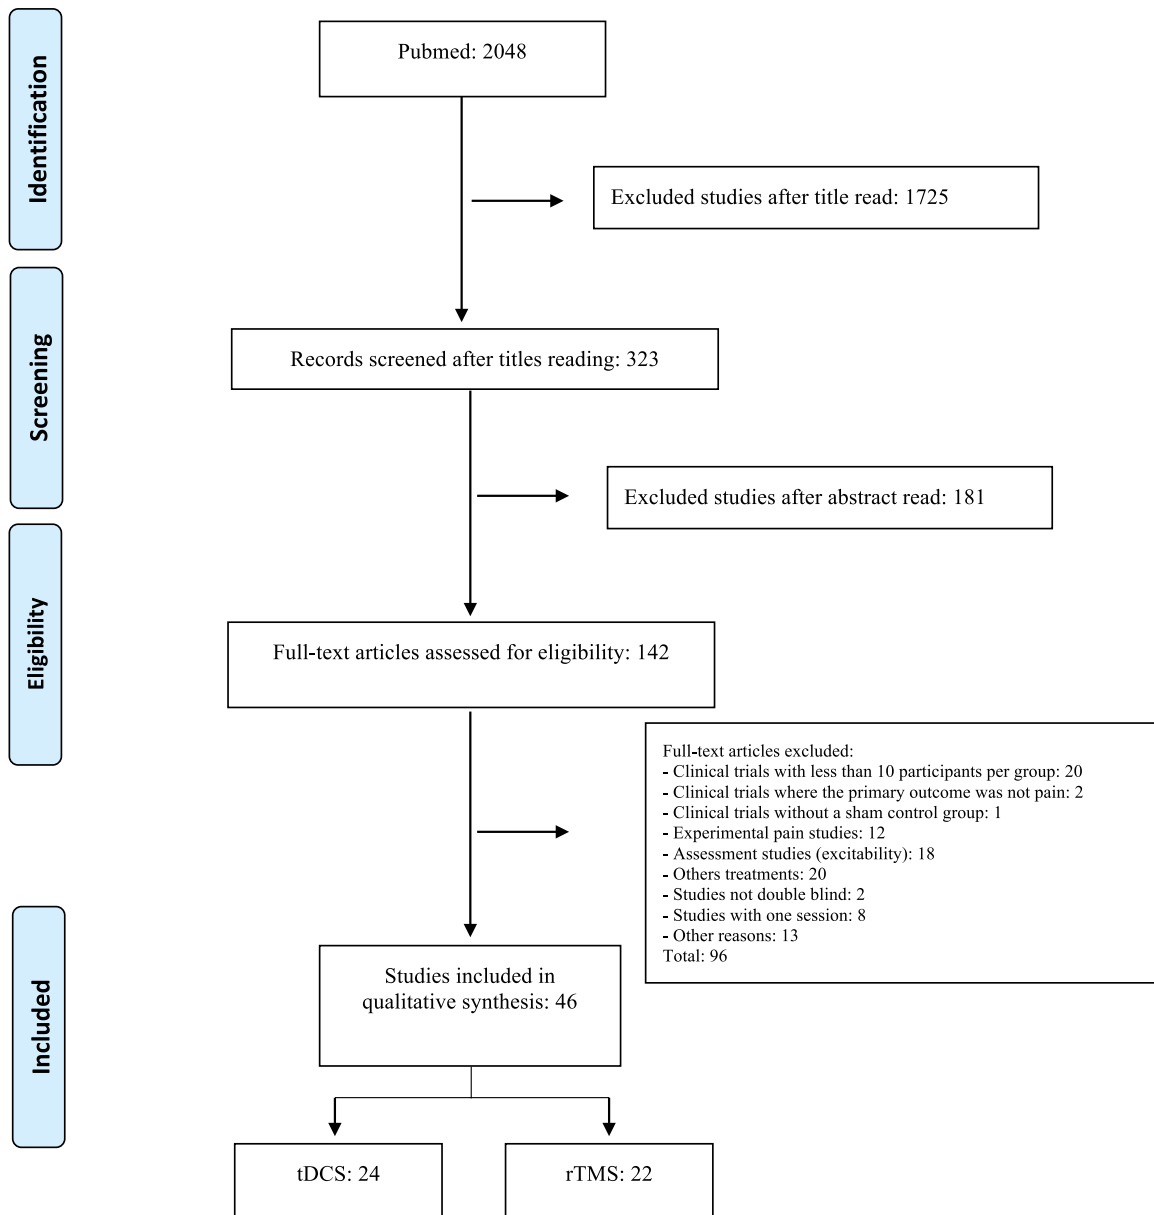 Identification
Pubmed: 2048
Excluded studies after title read: 1725
Screening
Records screened after titles reading: 323
Excluded studies after abstract read: 181
Eligibility
Full-text articles assessed for eligibility: 142
Full-text articles excluded:
- Clinical trials with less than 10 participants per group: 20
- Clinical trials where the primary outcome was not pain: 2
- Clinical trials without a sham control group: 1
- Experimental pain studies: 12
- Assessment studies (excitability): 18
- Others treatments: 20
- Studies not double blind: 2
- Studies with one session: 8
- Other reasons: 13
Total: 96
Included
Studies included in
qualitative synthesis: 46
tDCS: 24
rTMS: 22